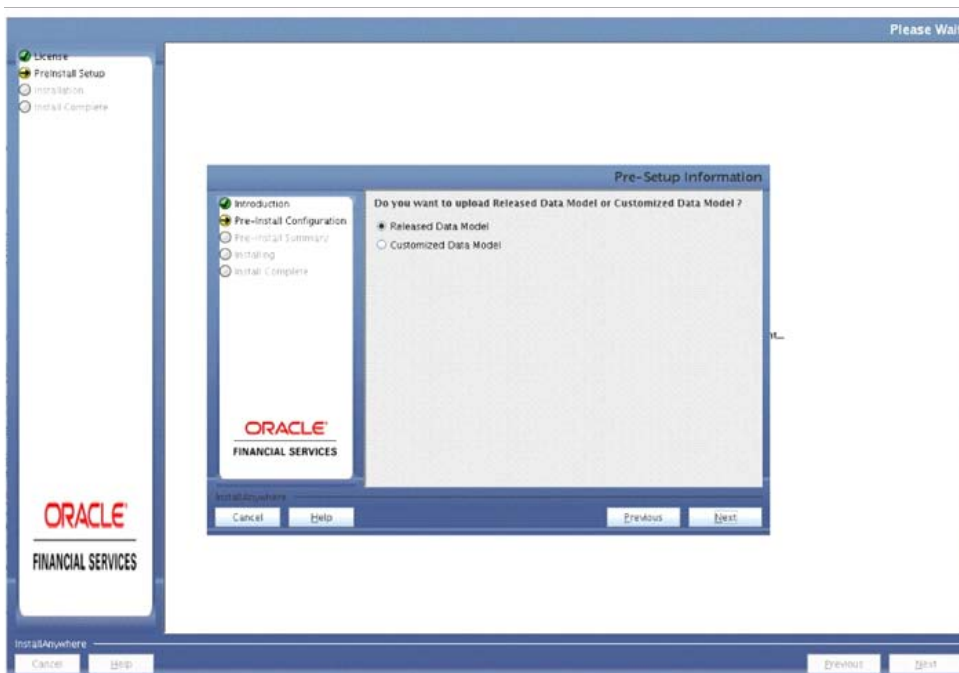 Please Wait
License
PreInstall Setup
Installation
Install Complete
Pre-Setup Information
Introduction
Pre-Install Configuration
Pre-Install Summary
Installing
Install Complete
Do you want to upload Released Data Model or Customized Data Model ?
Released Data Model
Customized Data Model
nt...
ORACLE
FINANCIAL SERVICES
InstallAnywhere
Cancel
Help
Previous
Next
ORACLE
FINANCIAL SERVICES
InstallAnywhere
Cancel
Help
Previous
Next